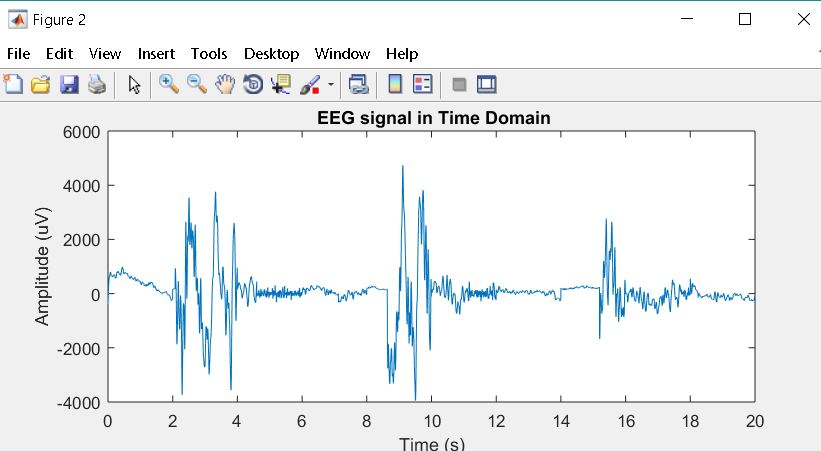 Figure 2
File Edit View Insert Tools Desktop Window Help
EEG signal in Time Domain
6000
4000
2000
0
-2000
-4000
Amplitude (uV)
0 2 4 6 8 10 12 14 16 18 20
Time (s)